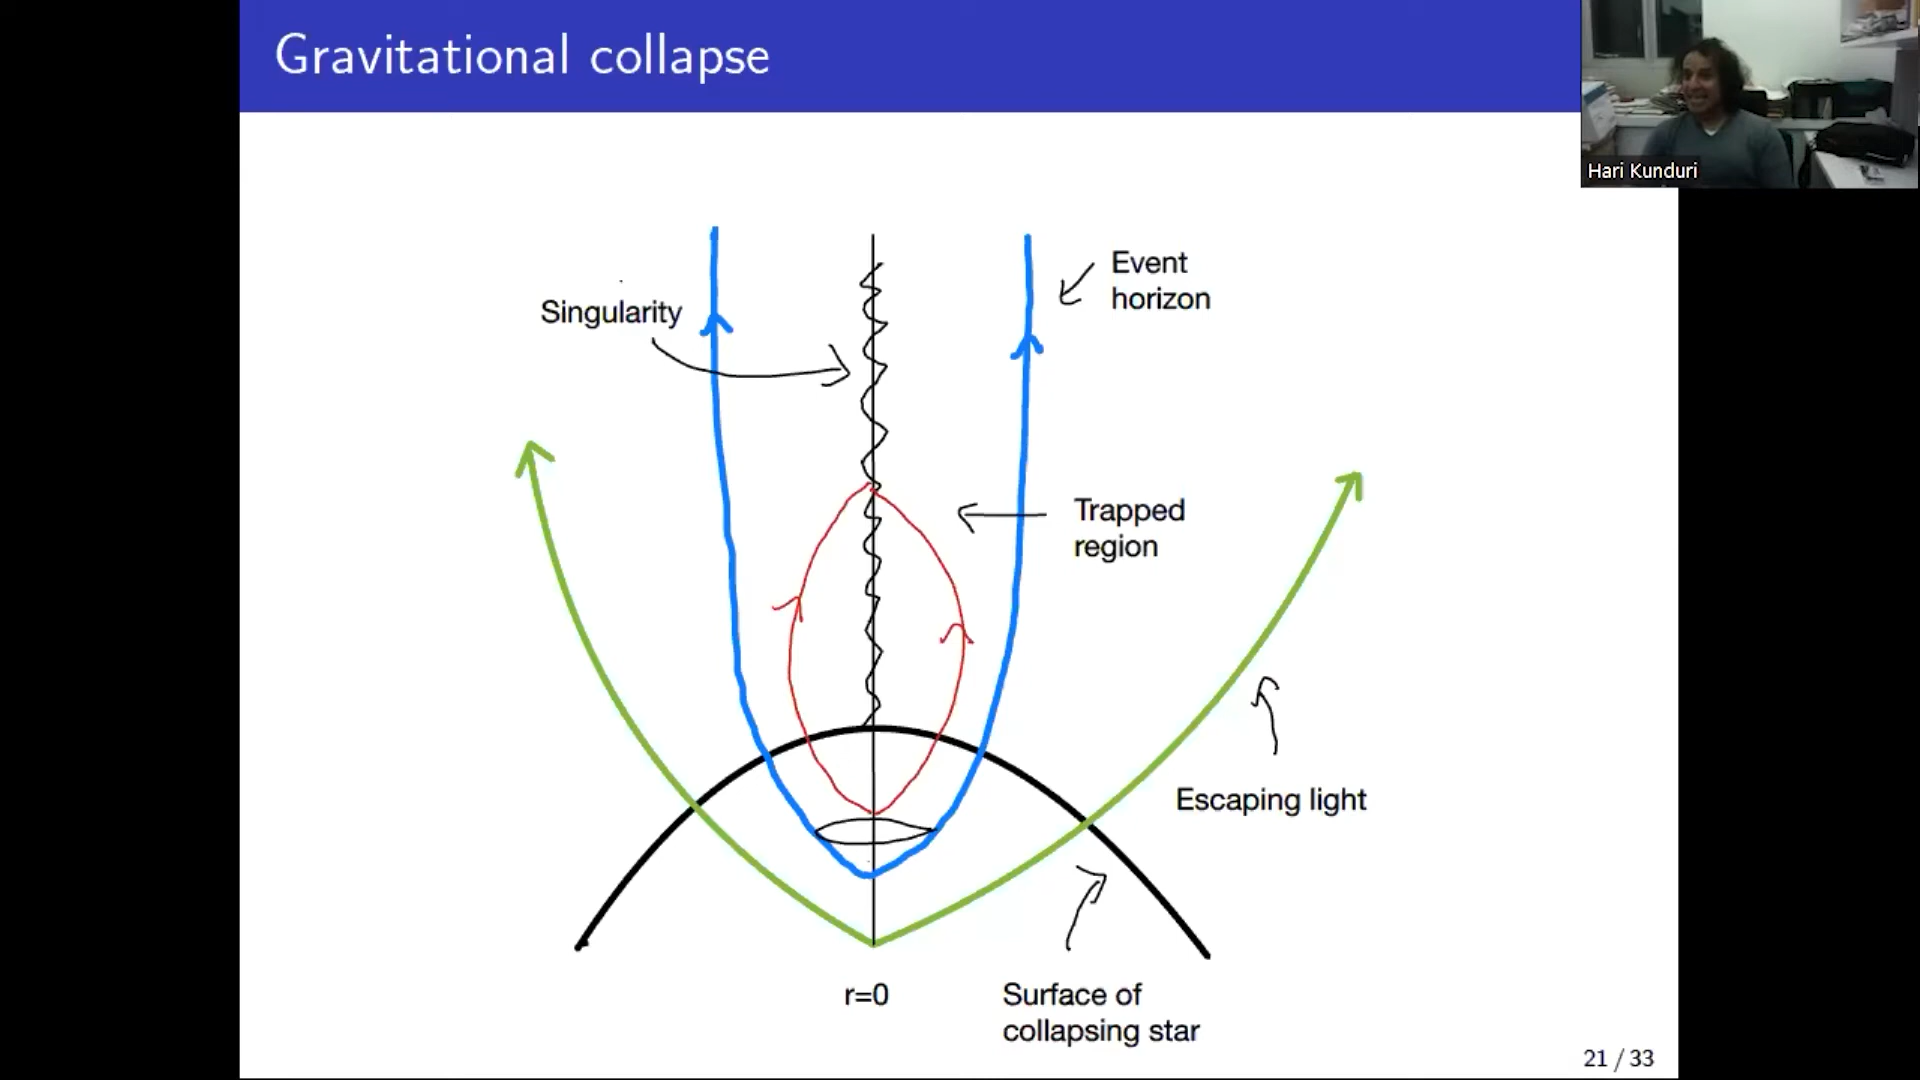 Gravitational collapse
Hari Kunduri
Event
horizon
Singularity
Trapped
region
Escaping light
r=0
Surface of
collapsing star
21 / 33